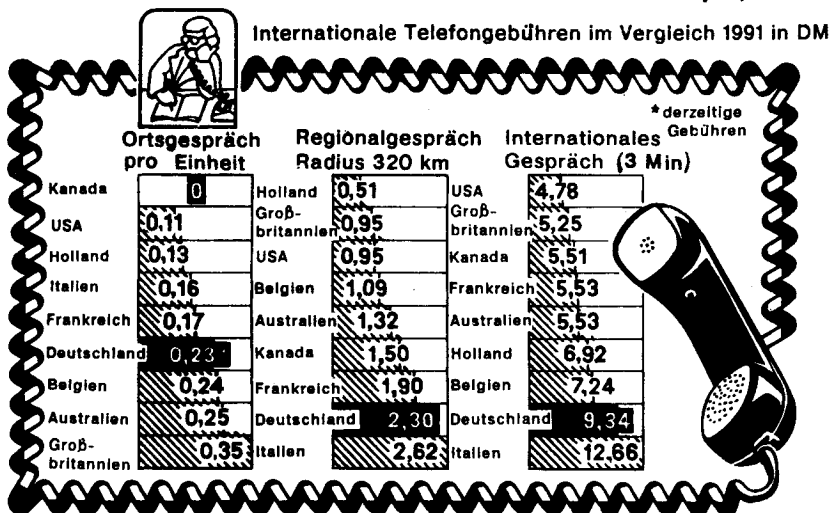 Internationale Telefongebühren im Vergleich 1991 in DM
*derzeitige
Gebühren
Ortsgespräch
pro Einheit
Kanada 0
USA 0,11
Holland 0,13
Italien 0,16
Frankreich 0,17
Deutschland 0,23*
Belgien 0,24
Australien 0,25
Groß-
britannien 0,35
Regionalgespräch
Radius 320 km
Holland 0,51
Groß-
britannien 0,95
USA 0,95
Belgien 1,09
Australien 1,32
Kanada 1,50
Frankreich 1,90
Deutschland 2,30
Italien 2,62
Internationales
Gespräch (3 Min)
USA 4,78
Groß-
britannien 5,25
Kanada 5,51
Frankreich 5,53
Australien 5,53
Holland 6,92
Belgien 7,24
Deutschland 9,34
Italien 12,66